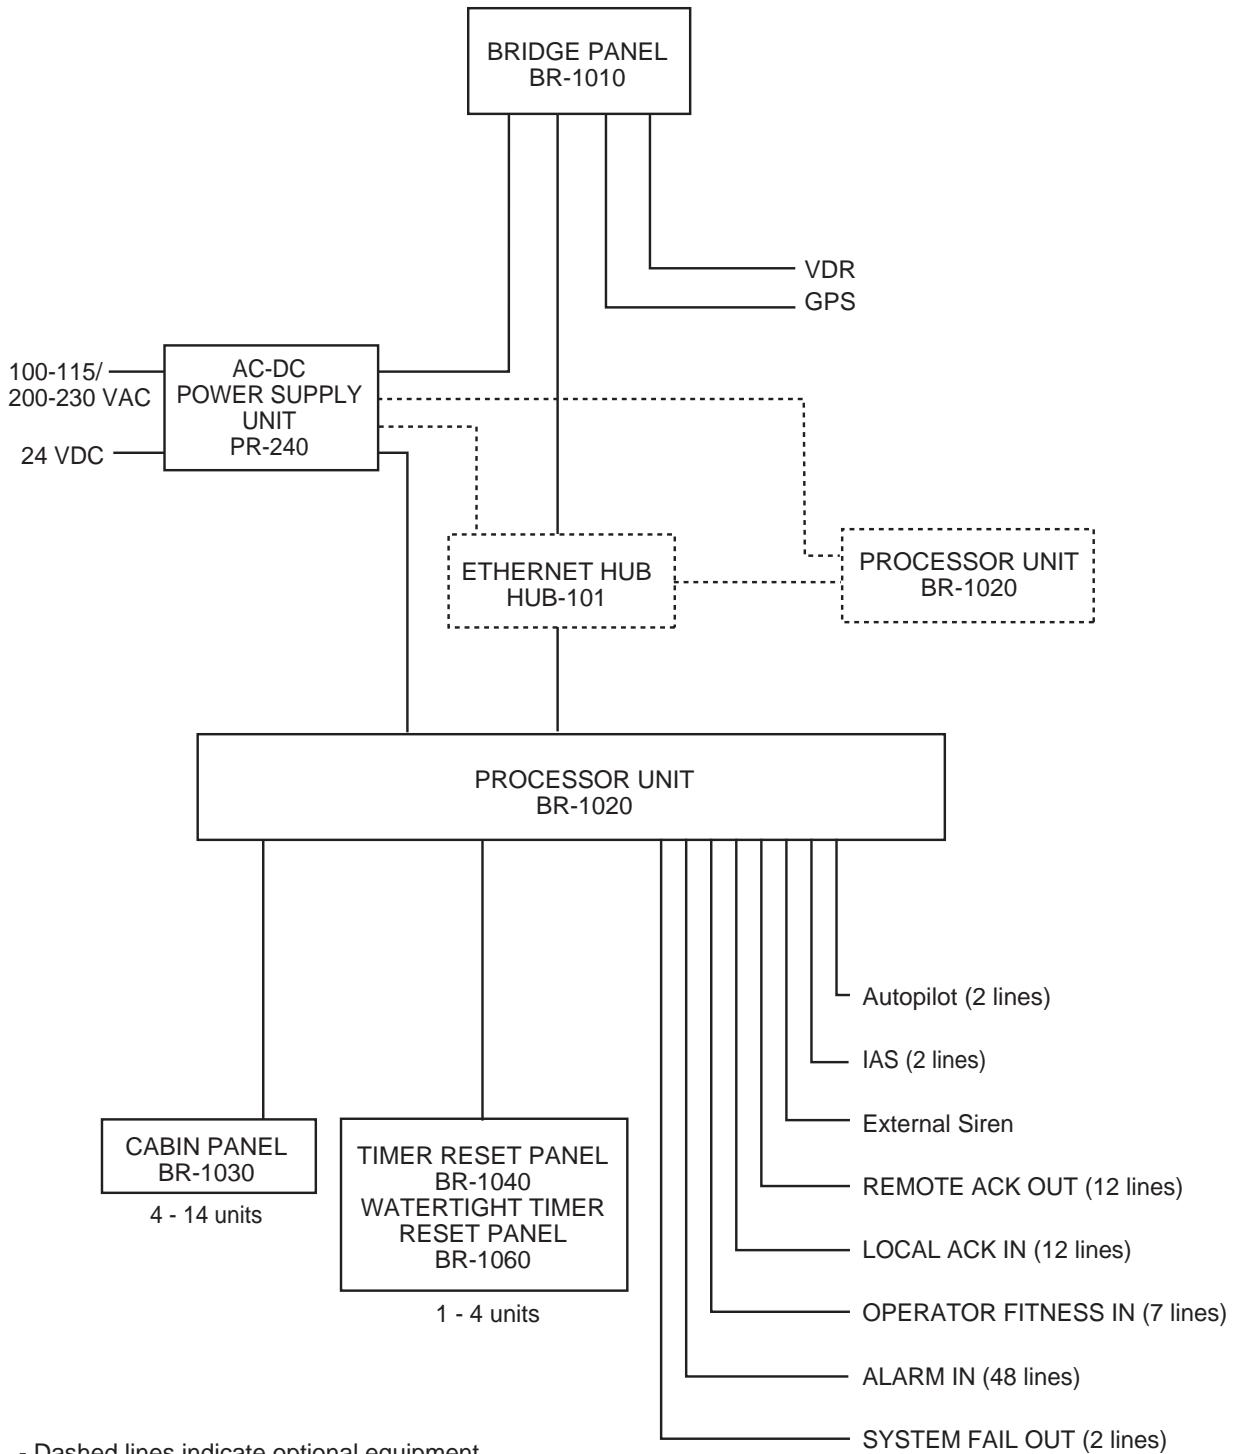 BRIDGE PANEL
BR-1010
VDR
GPS
100-115/
200-230 VAC
24 VDC
AC-DC
POWER SUPPLY
UNIT
PR-240
ETHERNET HUB
HUB-101
PROCESSOR UNIT
BR-1020
PROCESSOR UNIT
BR-1020
CABIN PANEL
BR-1030
4 - 14 units
TIMER RESET PANEL
BR-1040
WATERTIGHT TIMER
RESET PANEL
BR-1060
1 - 4 units
Autopilot (2 lines)
IAS (2 lines)
External Siren
REMOTE ACK OUT (12 lines)
LOCAL ACK IN (12 lines)
OPERATOR FITNESS IN (7 lines)
ALARM IN (48 lines)
SYSTEM FAIL OUT (2 lines)
- Dashed lines indicate optional equipment